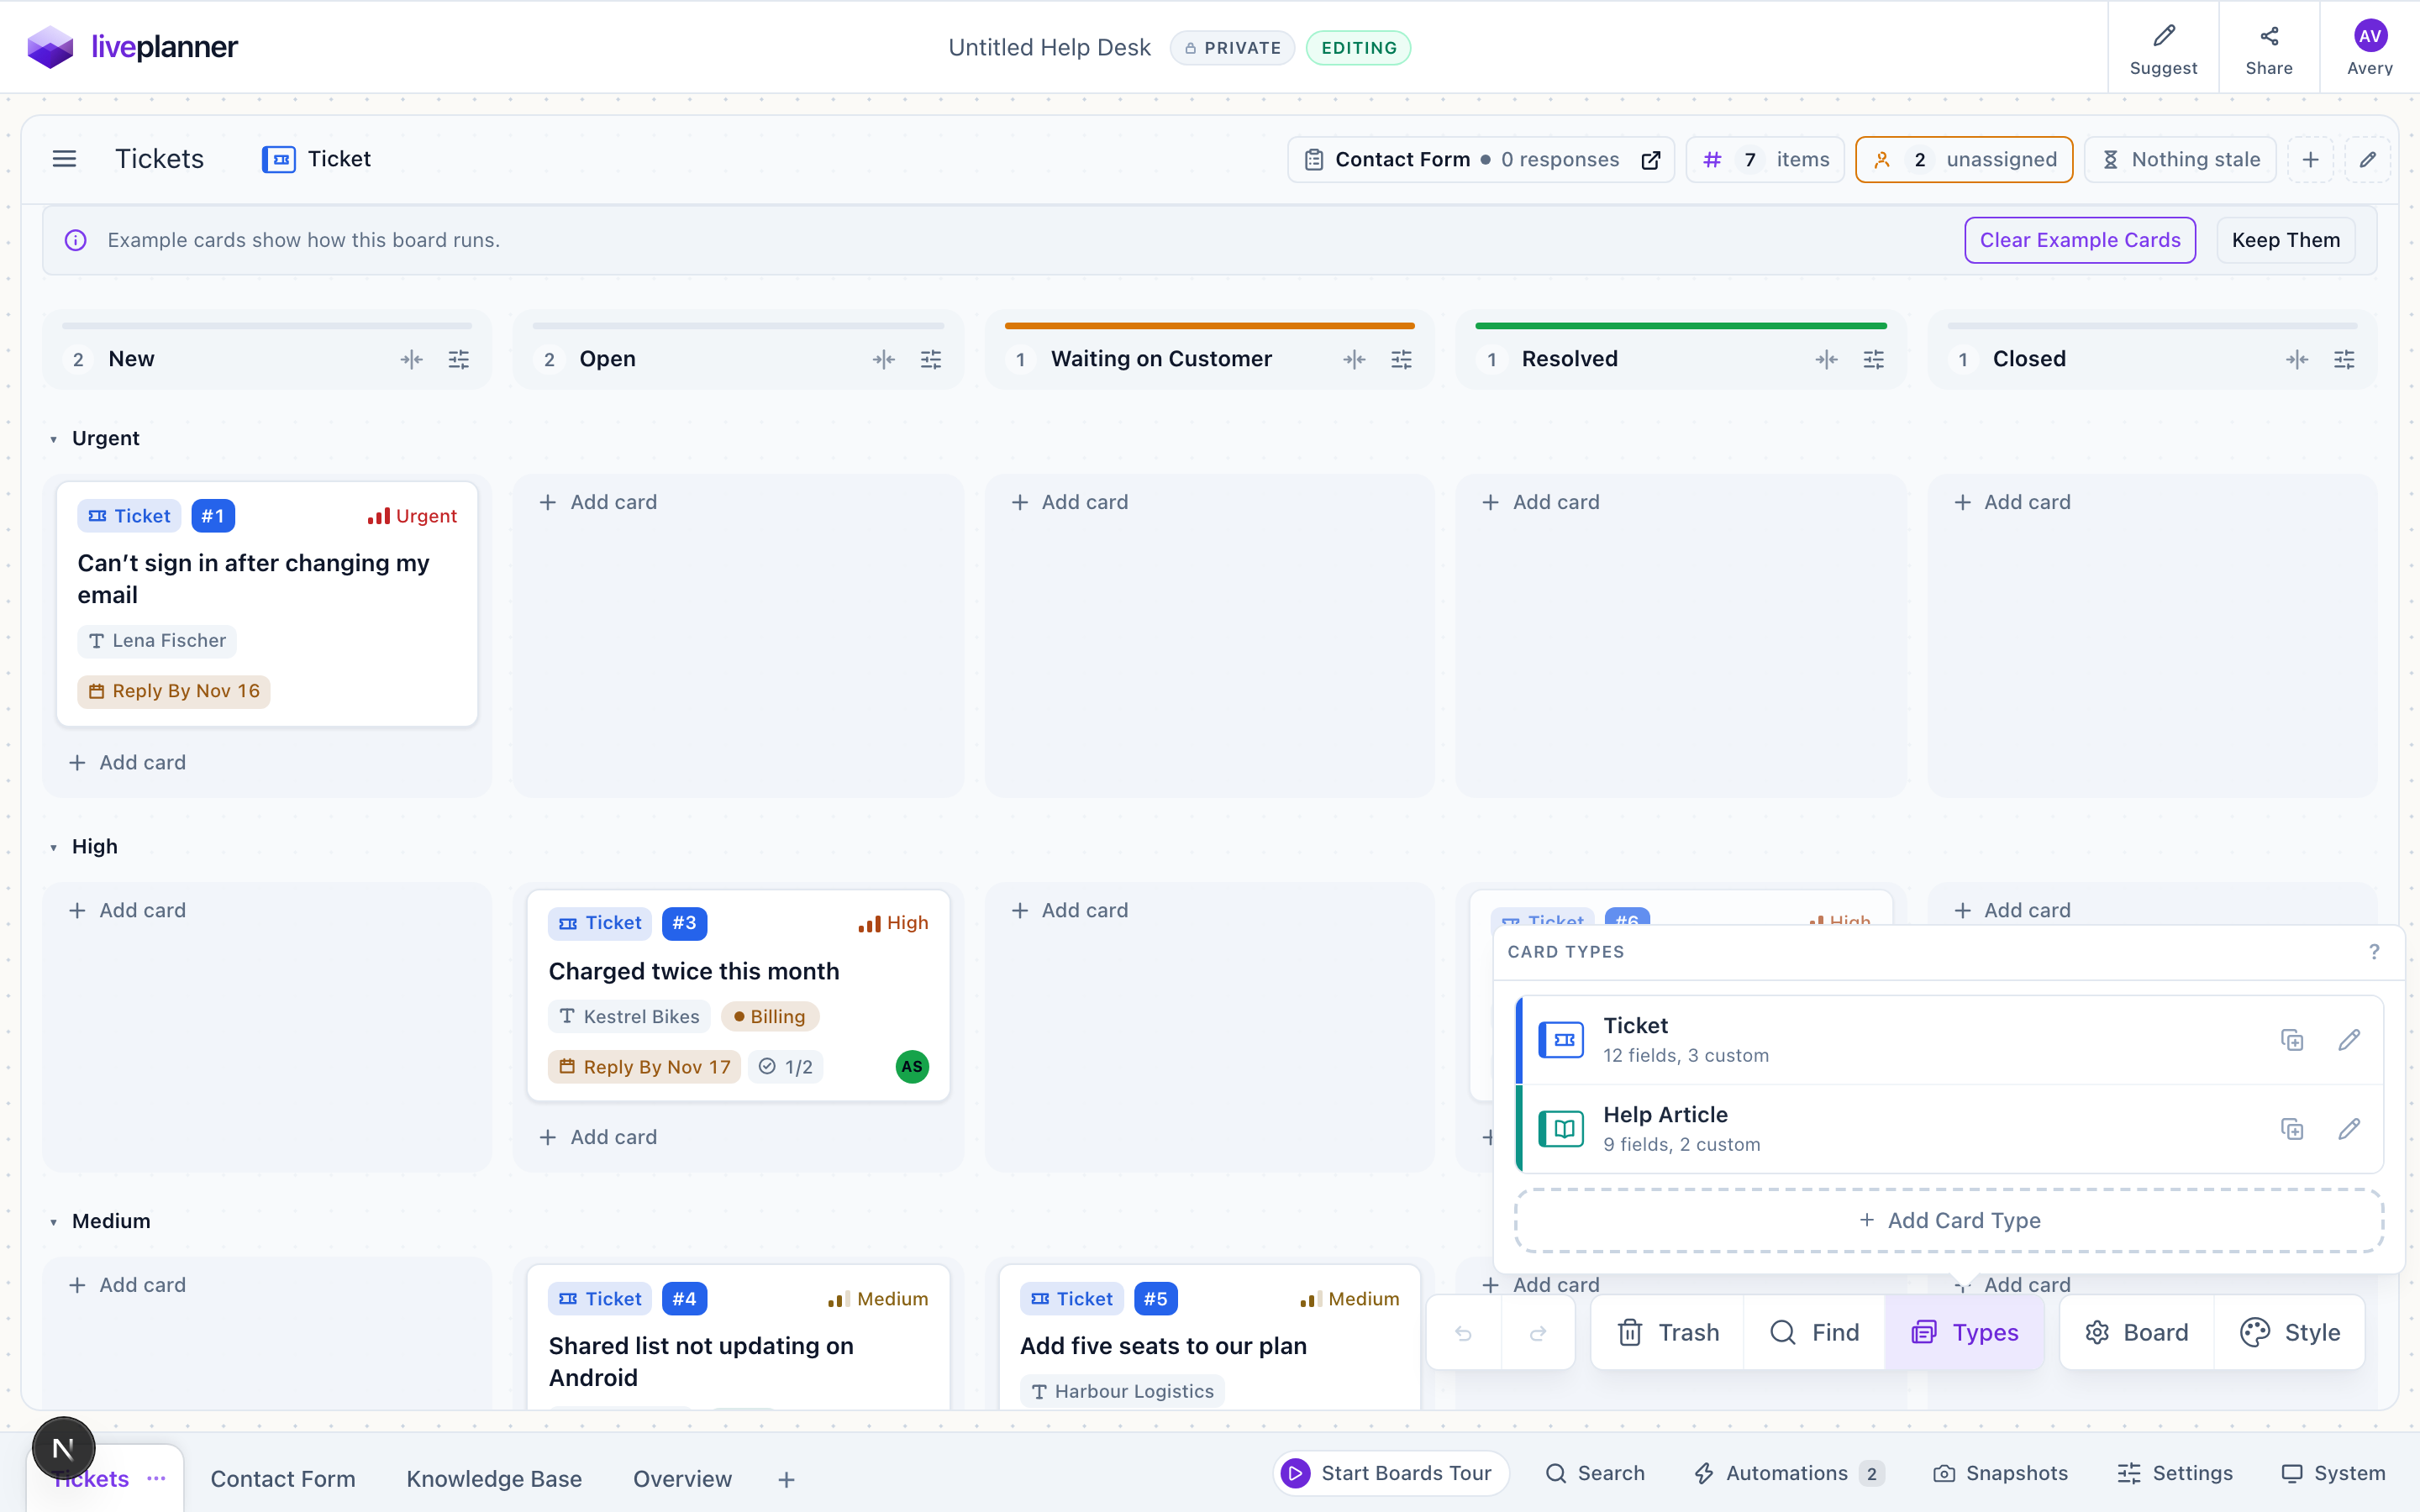 liveplanner
Untitled Help Desk
PRIVATE
EDITING
Suggest
Share
AV
Avery
Tickets
Ticket
Contact Form • 0 responses
# 7 items
2 unassigned
Nothing stale
Example cards show how this board runs.
Clear Example Cards
Keep Them
2 New
2 Open
1 Waiting on Customer
1 Resolved
1 Closed
Urgent
Ticket #1 Urgent
Can’t sign in after changing my
email
Lena Fischer
Reply By Nov 16
+ Add card
+ Add card
+ Add card
+ Add card
+ Add card
High
+ Add card
Ticket #3 High
Charged twice this month
Kestrel Bikes
Billing
Reply By Nov 17
1/2
AS
+ Add card
+ Add card
Ticket #6 High
+ Add card
CARD TYPES ?
Ticket
12 fields, 3 custom
Help Article
9 fields, 2 custom
+ Add Card Type
Medium
+ Add card
Ticket #4 Medium
Shared list not updating on
Android
Ticket #5 Medium
Add five seats to our plan
Harbour Logistics
+ Add card
+ Add card
Trash
Find
Types
Board
Style
N
Tickets ...
Contact Form
Knowledge Base
Overview
+
Start Boards Tour
Search
Automations 2
Snapshots
Settings
System